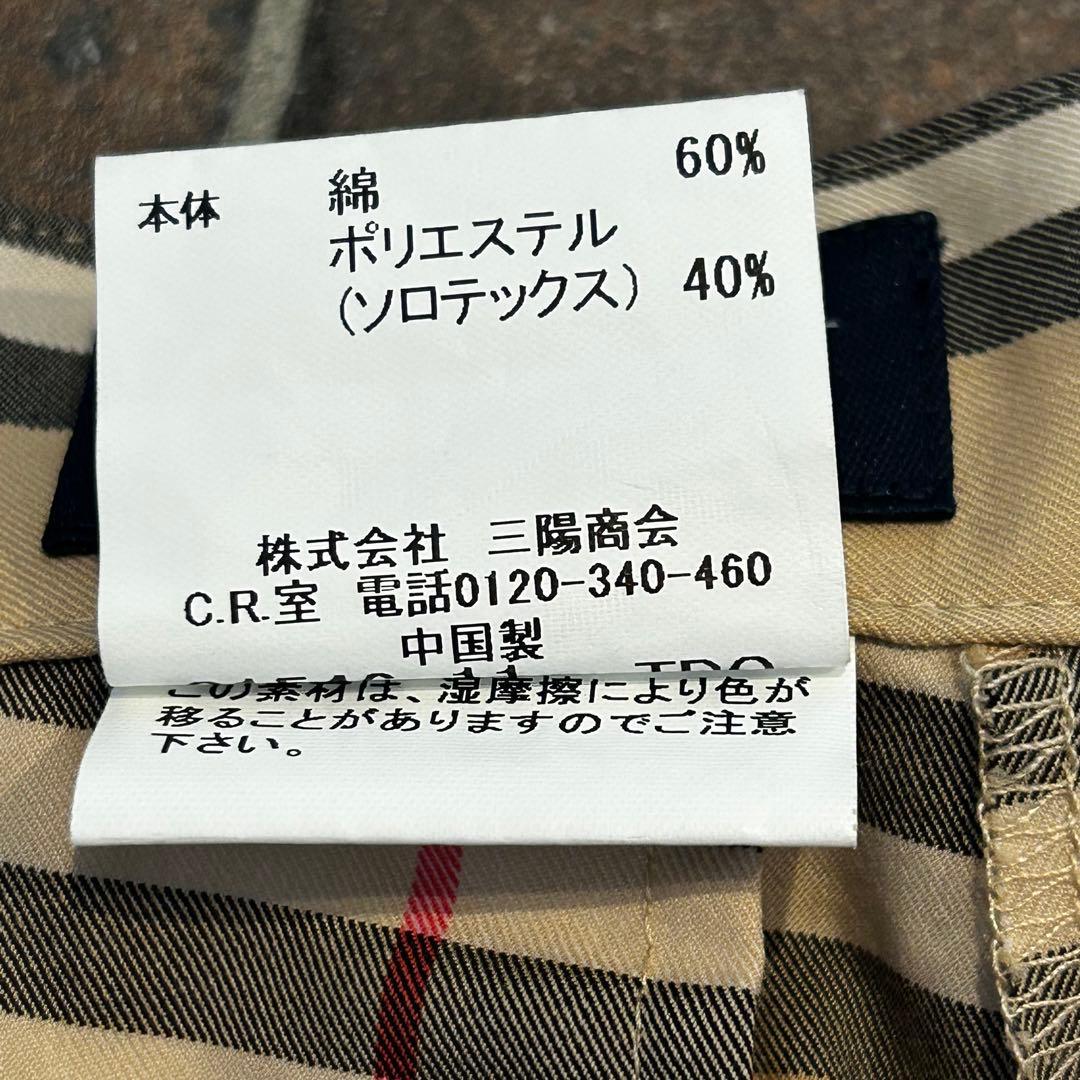 本体 綿 60%
ポリエステル
(ソロテックス) 40%
株式会社 三陽商会
C.R.室 電話0120-340-460
中国製
この素材は、湿摩擦により色が
移ることがありますのでご注意
下さい。